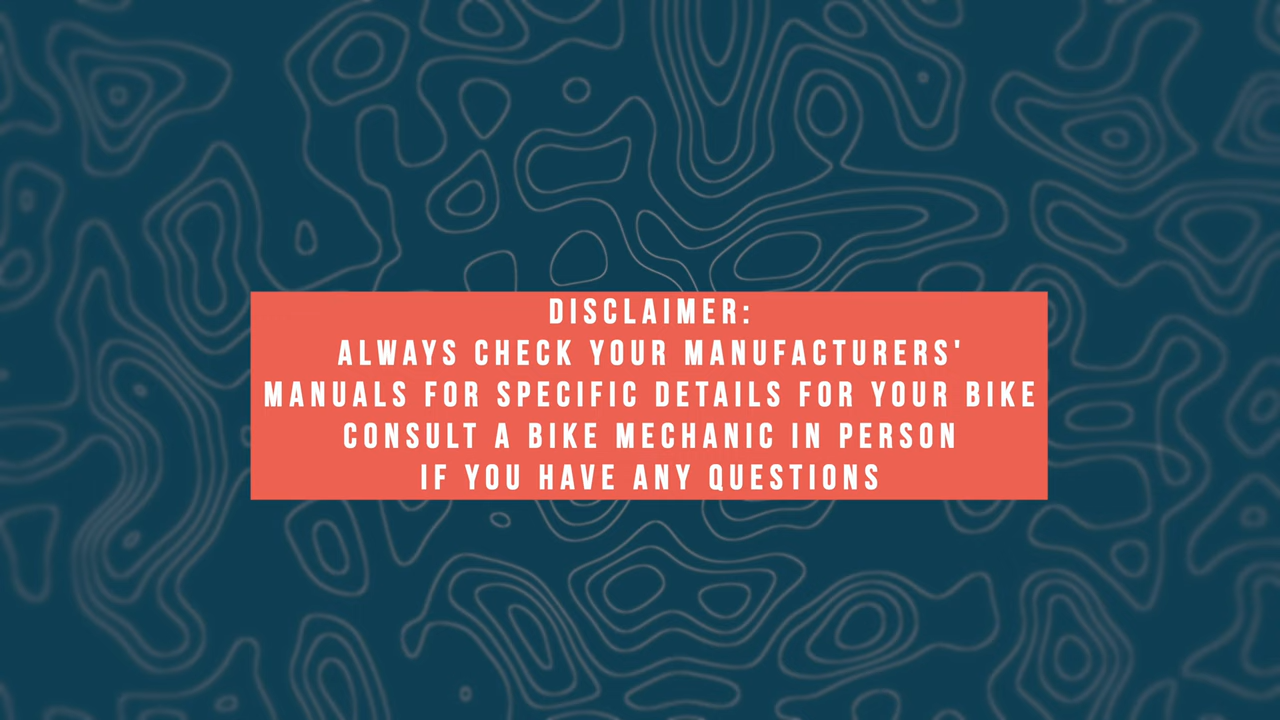 DISCLAIMER:
ALWAYS CHECK YOUR MANUFACTURERS'
MANUALS FOR SPECIFIC DETAILS FOR YOUR BIKE
CONSULT A BIKE MECHANIC IN PERSON
IF YOU HAVE ANY QUESTIONS